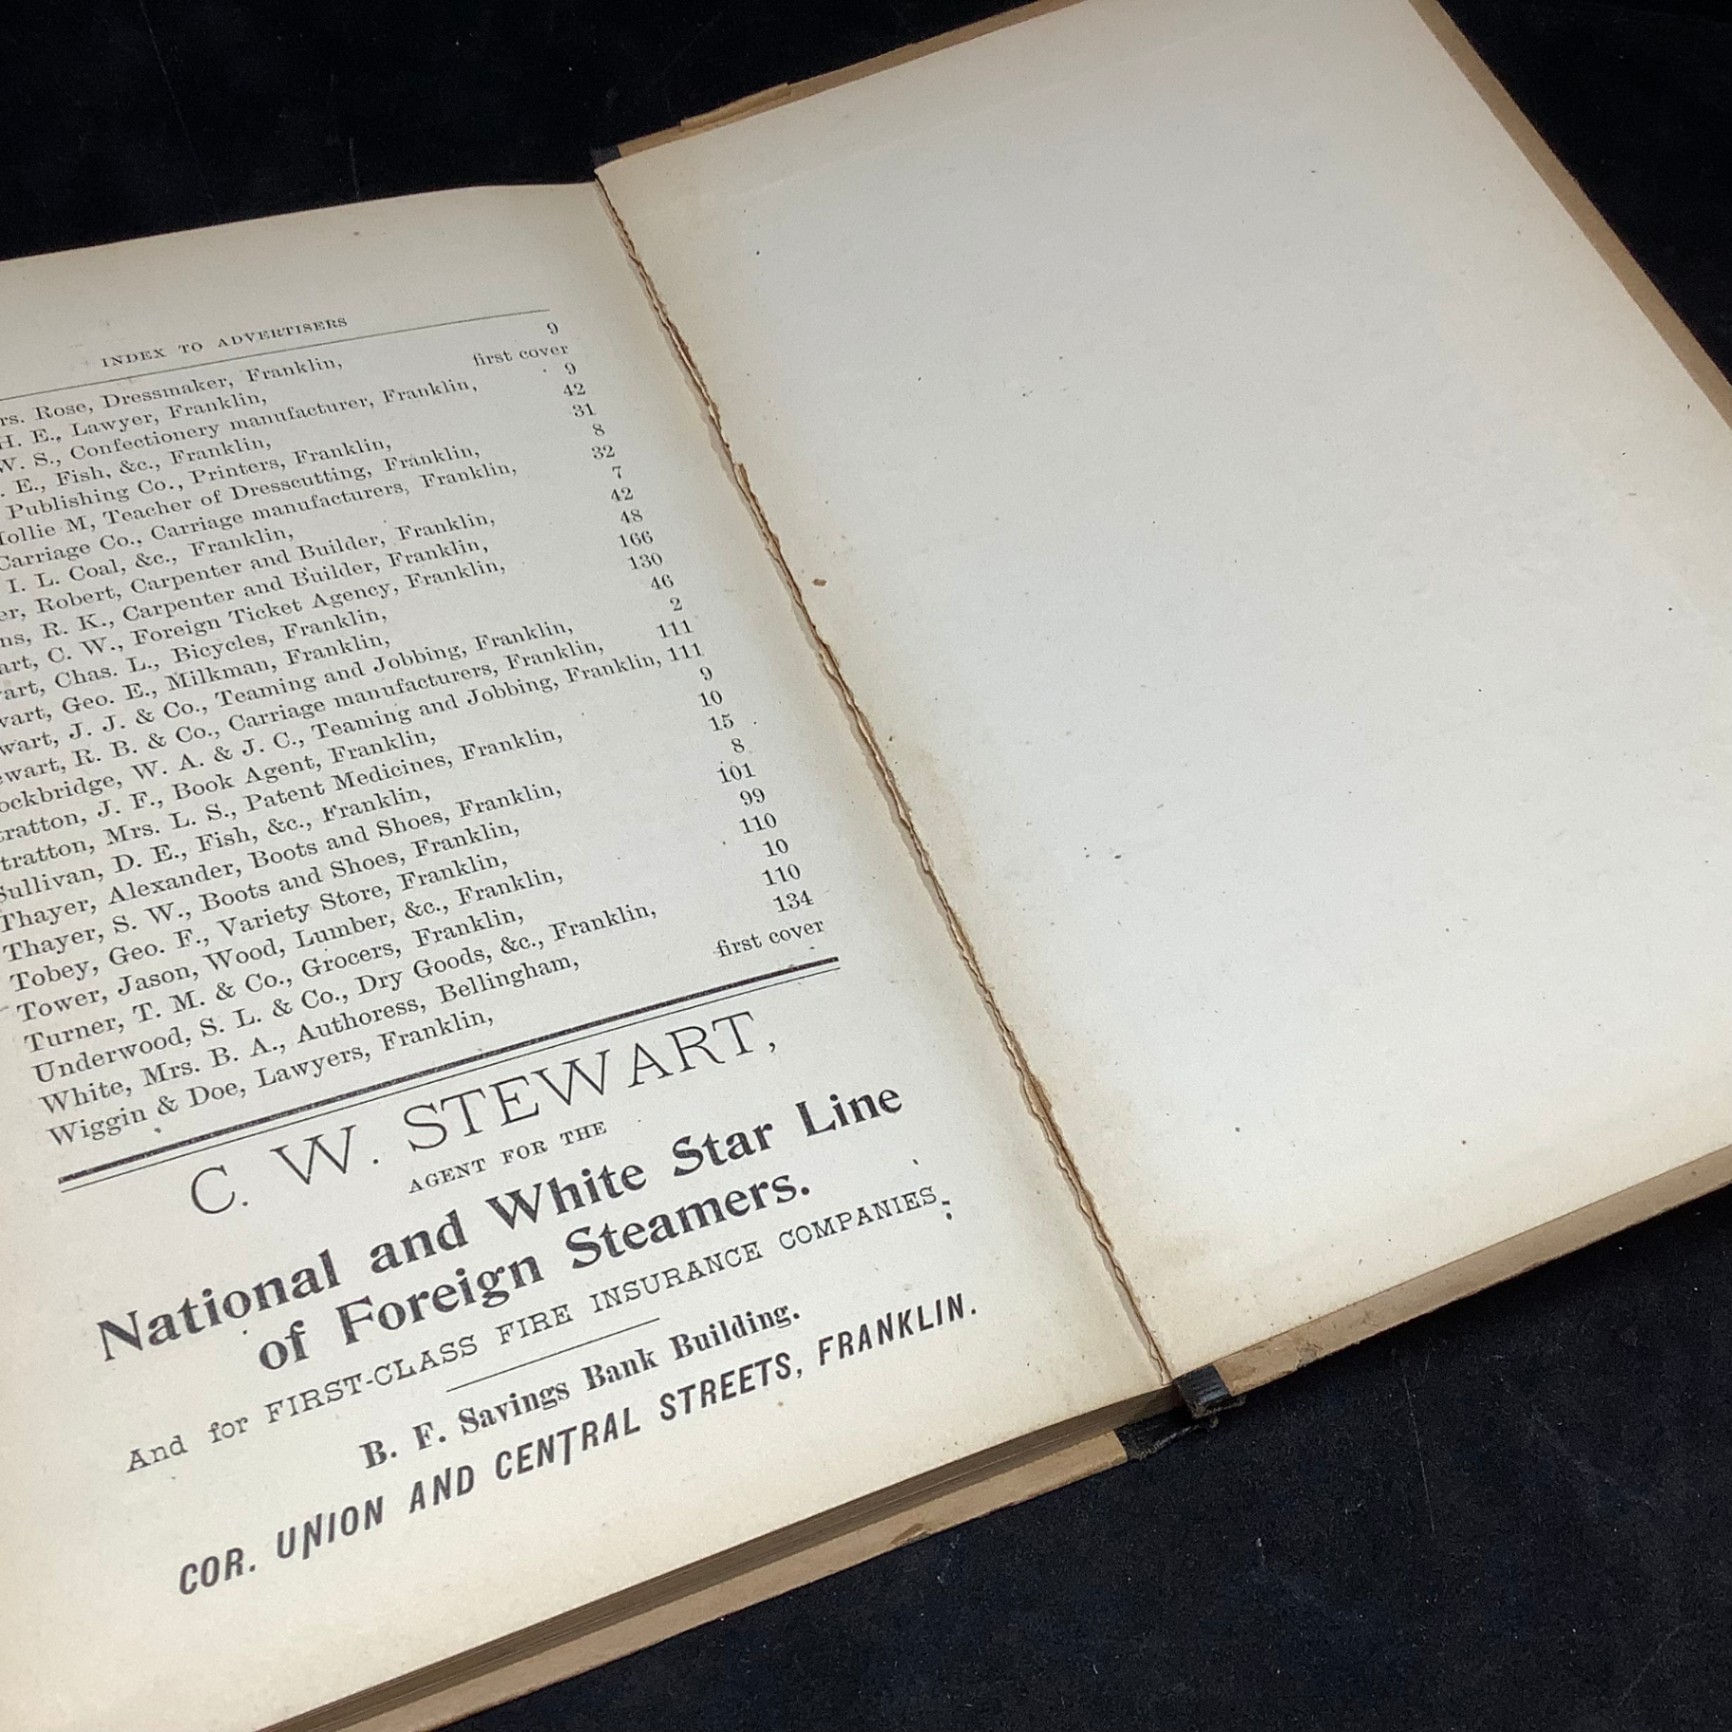 INDEX TO ADVERTISERS
Rose, Dressmaker, Franklin, 9
H. E., Lawyer, Franklin, first cover
W. S., Confectionery manufacturer, Franklin, 9
E., Fish, &c., Franklin, 42
Publishing Co., Printers, Franklin, 31
M, Teacher of Dresscutting, Franklin, 8
Carriage Co., Carriage manufacturers, Franklin, 32
I. L. Coal, &c., Franklin, 7
er, Robert, Carpenter and Builder, Franklin, 42
ns, R. K., Carpenter and Builder, Franklin, 48
art, C. W., Foreign Ticket Agency, Franklin, 166
art, Chas. L., Bicycles, Franklin, 130
wart, Geo. E., Milkman, Franklin, 46
wart, J. J. & Co., Teaming and Jobbing, Franklin, 2
ewart, R. B. & Co., Carriage manufacturers, Franklin, 111
ockbridge, W. A. & J. C., Teaming and Jobbing, Franklin, 111
tratton, J. F., Book Agent, Franklin, 9
tratton, Mrs. L. S., Patent Medicines, Franklin, 10
Sullivan, D. E., Fish, &c., Franklin, 15
Thayer, Alexander, Boots and Shoes, Franklin, 8
Thayer, S. W., Boots and Shoes, Franklin, 101
Tobey, Geo. F., Variety Store, Franklin, 99
Tower, Jason, Wood, Lumber, &c., Franklin, 110
Turner, T. M. & Co., Grocers, Franklin, 10
Underwood, S. L. & Co., Dry Goods, &c., Franklin, 110
White, Mrs. B. A., Authoress, Bellingham, 134
Wiggin & Doe, Lawyers, Franklin, first cover
C. W. STEWART,
AGENT FOR THE
National and White Star Line
of Foreign Steamers.
And for FIRST-CLASS FIRE INSURANCE COMPANIES.
B. F. Savings Bank Building.
COR. UNION AND CENTRAL STREETS, FRANKLIN.